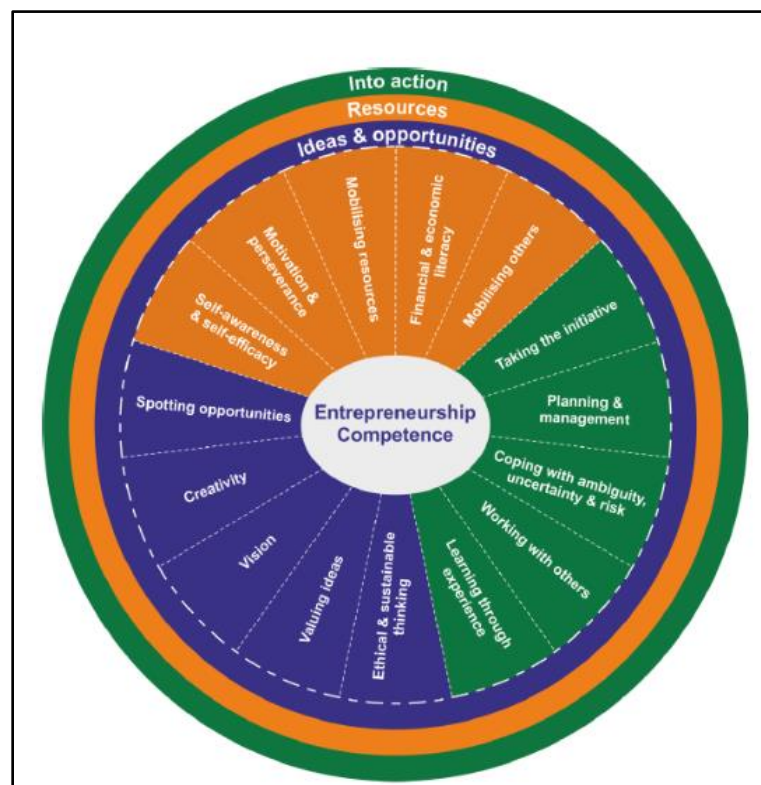 Into action
Resources
Ideas & opportunities
Self-awareness
& self-efficacy
Motivation &
perseverance
Mobilising resources
Financial & economic
literacy
Mobilising others
Taking the initiative
Planning &
management
Coping with ambiguity,
uncertainty & risk
Working with others
Learning through
experience
Ethical & sustainable
thinking
Valuing ideas
Vision
Creativity
Spotting opportunities
Entrepreneurship
Competence